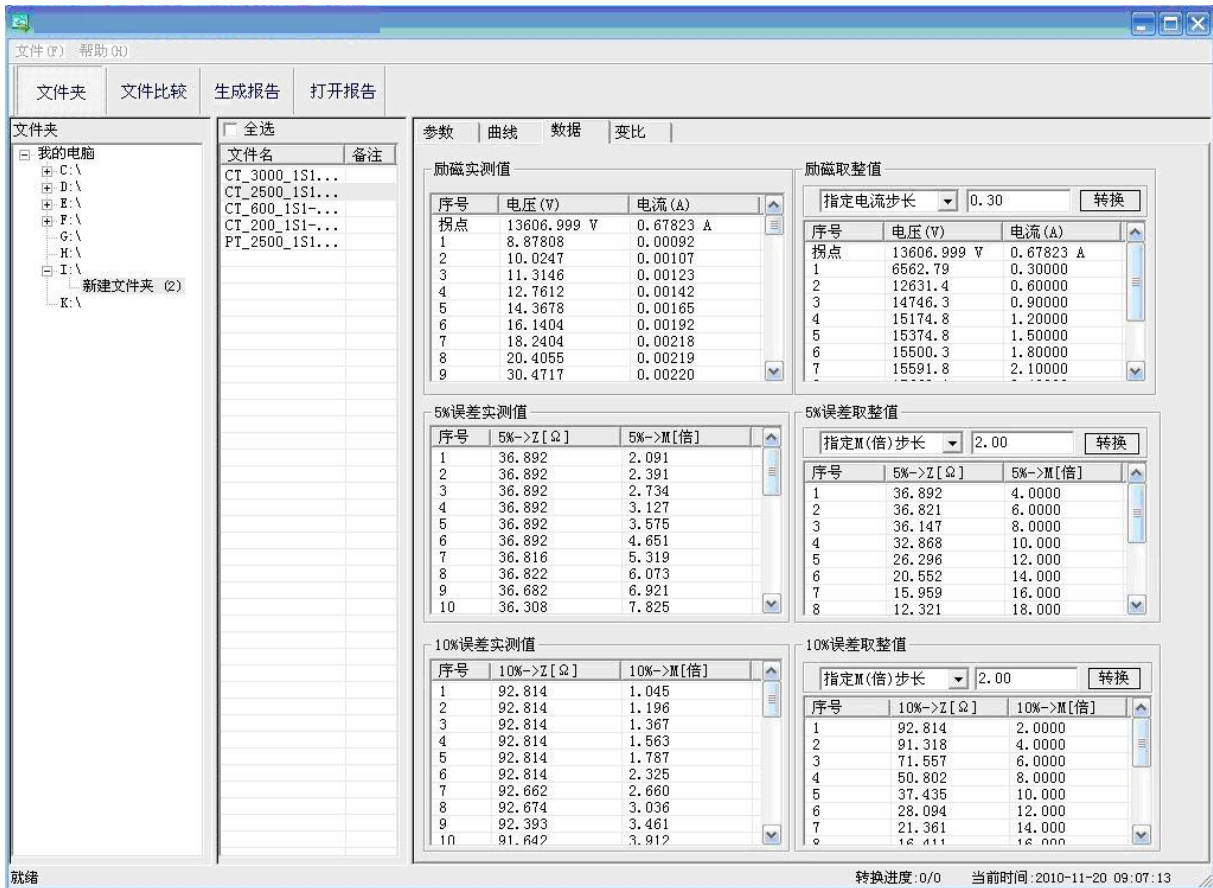 文件(F) 帮助(H)
文件夹 文件比较 生成报告 打开报告
文件夹
我的电脑
C:\
D:\
E:\
F:\
G:\
H:\
I:\
新建文件夹 (2)
K:\
全选
文件名 备注
CT_3000_1S1...
CT_2500_1S1...
CT_600_1S1-...
CT_200_1S1-...
PT_2500_1S1...
参数 曲线 数据 变比
励磁实测值
序号 电压(V) 电流(A)
拐点 13606.999 V 0.67823 A
1 8.87808 0.00092
2 10.0247 0.00107
3 11.3146 0.00123
4 12.7612 0.00142
5 14.3678 0.00165
6 16.1404 0.00192
7 18.2404 0.00218
8 20.4055 0.00219
9 30.4717 0.00220
励磁取整值
指定电流步长 0.30 转换
序号 电压(V) 电流(A)
拐点 13606.999 V 0.67823 A
1 6562.79 0.30000
2 12631.4 0.60000
3 14746.3 0.90000
4 15174.8 1.20000
5 15374.8 1.50000
6 15500.3 1.80000
7 15591.8 2.10000
5%误差实测值
序号 5%->Z[Ω] 5%->M[倍]
1 36.892 2.091
2 36.892 2.391
3 36.892 2.734
4 36.892 3.127
5 36.892 3.575
6 36.892 4.651
7 36.816 5.319
8 36.822 6.073
9 36.682 6.921
10 36.308 7.825
5%误差取整值
指定M(倍)步长 2.00 转换
序号 5%->Z[Ω] 5%->M[倍]
1 36.892 4.0000
2 36.821 6.0000
3 36.147 8.0000
4 32.868 10.000
5 26.296 12.000
6 20.552 14.000
7 15.959 16.000
8 12.321 18.000
10%误差实测值
序号 10%->Z[Ω] 10%->M[倍]
1 92.814 1.045
2 92.814 1.196
3 92.814 1.367
4 92.814 1.563
5 92.814 1.787
6 92.814 2.325
7 92.662 2.660
8 92.674 3.036
9 92.393 3.461
10 91.642 3.912
10%误差取整值
指定M(倍)步长 2.00 转换
序号 10%->Z[Ω] 10%->M[倍]
1 92.814 2.0000
2 91.318 4.0000
3 71.557 6.0000
4 50.802 8.0000
5 37.435 10.000
6 28.094 12.000
7 21.361 14.000
8 16.411 16.000
就绪 转换进度:0/0 当前时间:2010-11-20 09:07:13